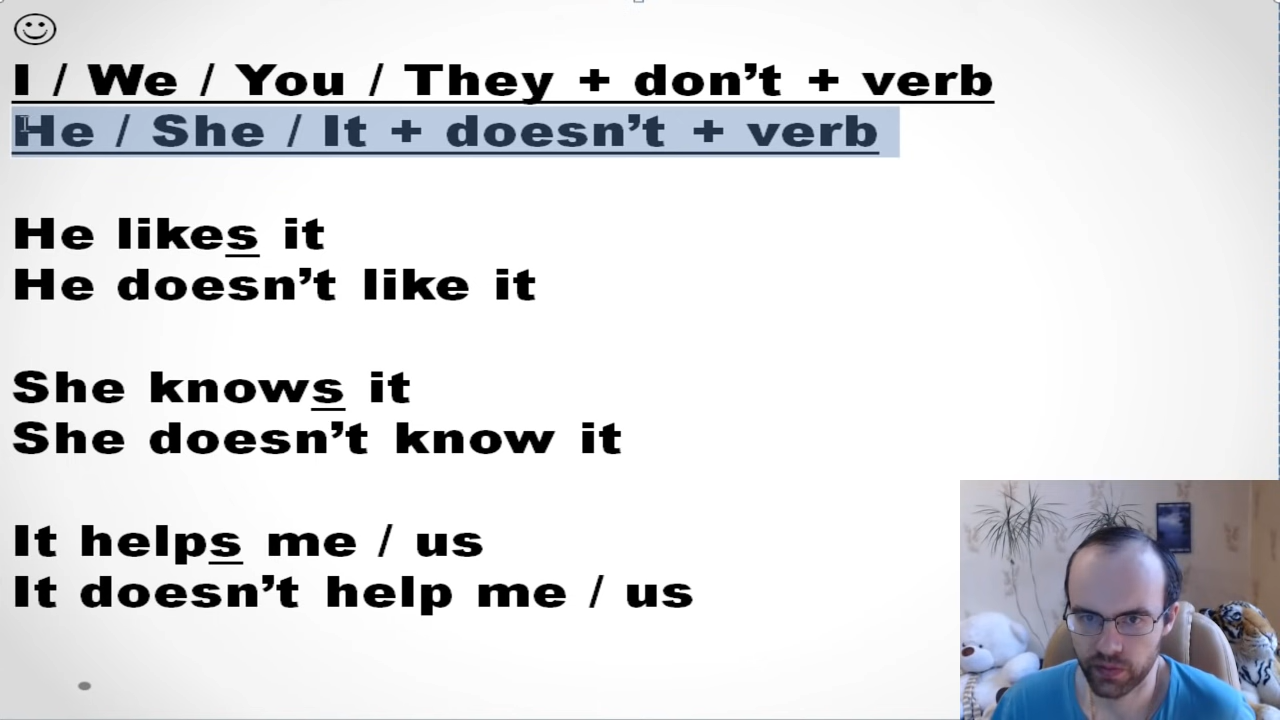 I / We / You / They + don’t + verb
He / She / It + doesn’t + verb
He likes it
He doesn’t like it
She knows it
She doesn’t know it
It helps me / us
It doesn’t help me / us